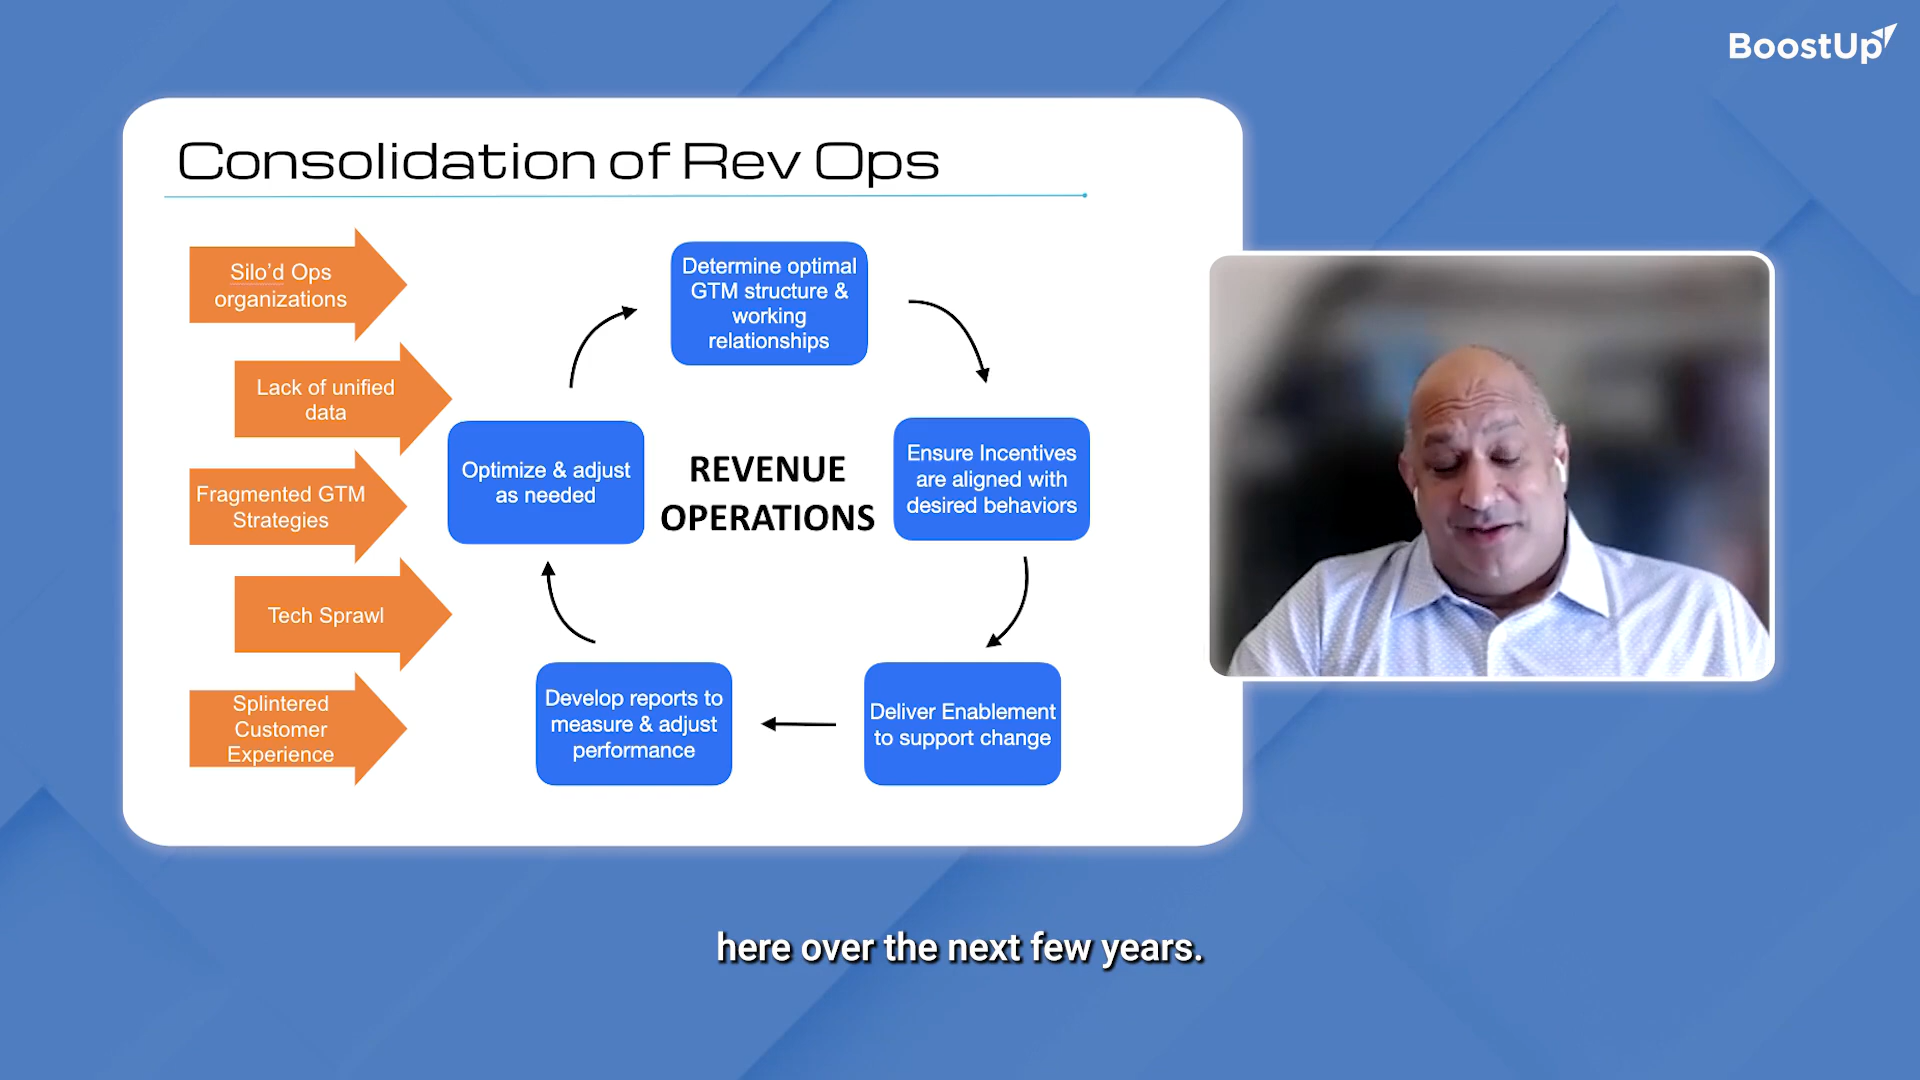 BoostUp
Consolidation of Rev Ops
Silo'd Ops
organizations
Lack of unified
data
Fragmented GTM
Strategies
Tech Sprawl
Splintered
Customer
Experience
Determine optimal
GTM structure &
working
relationships
Ensure Incentives
are aligned with
desired behaviors
Deliver Enablement
to support change
Develop reports to
measure & adjust
performance
Optimize & adjust
as needed
REVENUE
OPERATIONS
here over the next few years.